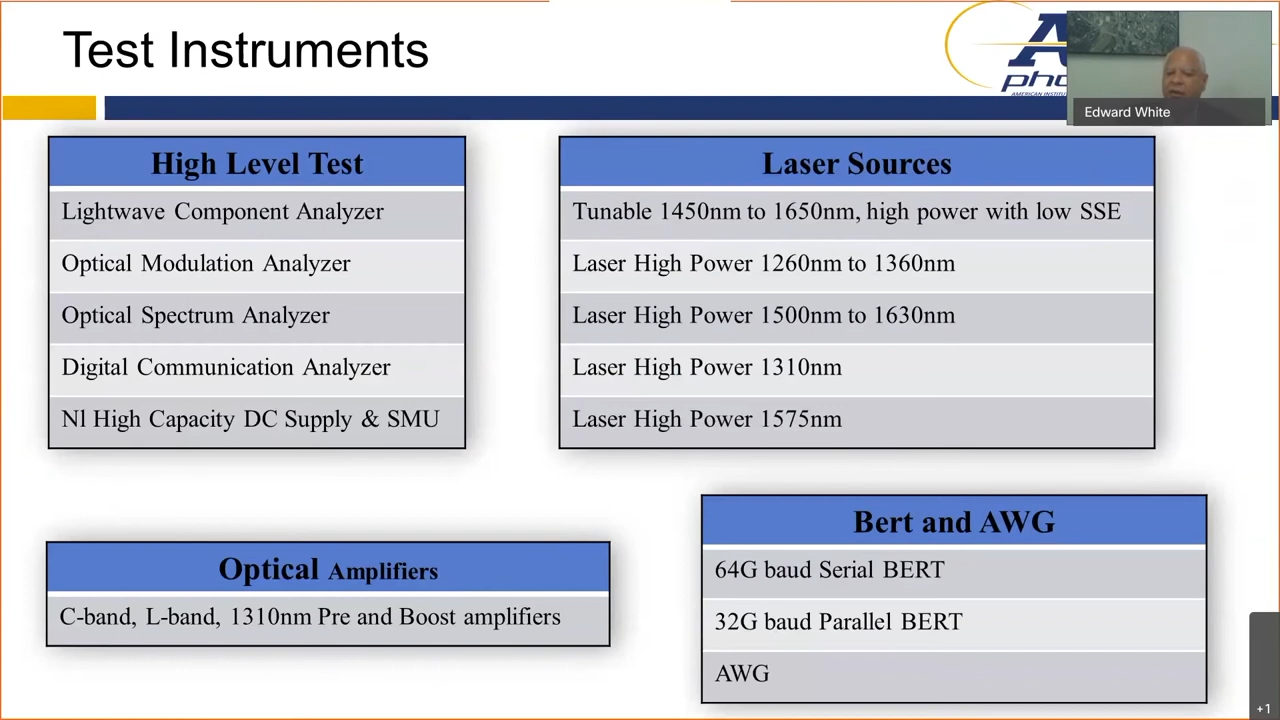 Test Instruments
Edward White
High Level Test
Lightwave Component Analyzer
Optical Modulation Analyzer
Optical Spectrum Analyzer
Digital Communication Analyzer
Nl High Capacity DC Supply & SMU
Laser Sources
Tunable 1450nm to 1650nm, high power with low SSE
Laser High Power 1260nm to 1360nm
Laser High Power 1500nm to 1630nm
Laser High Power 1310nm
Laser High Power 1575nm
Optical Amplifiers
C-band, L-band, 1310nm Pre and Boost amplifiers
Bert and AWG
64G baud Serial BERT
32G baud Parallel BERT
AWG
+1